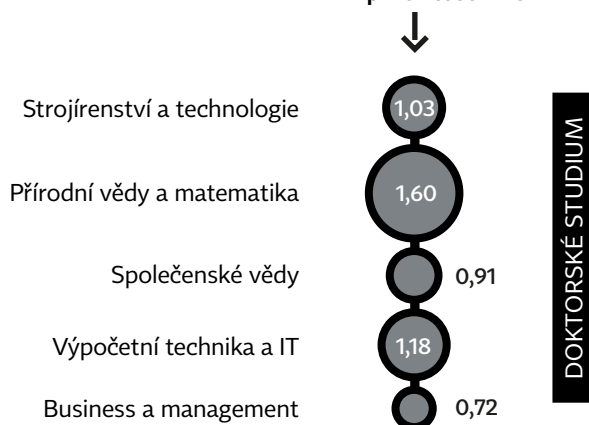 Strojírenství a technologie
1,03
Přírodní vědy a matematika
1,60
Společenské vědy
0,91
Výpočetní technika a IT
1,18
Business a management
0,72
DOKTORSKÉ STUDIUM